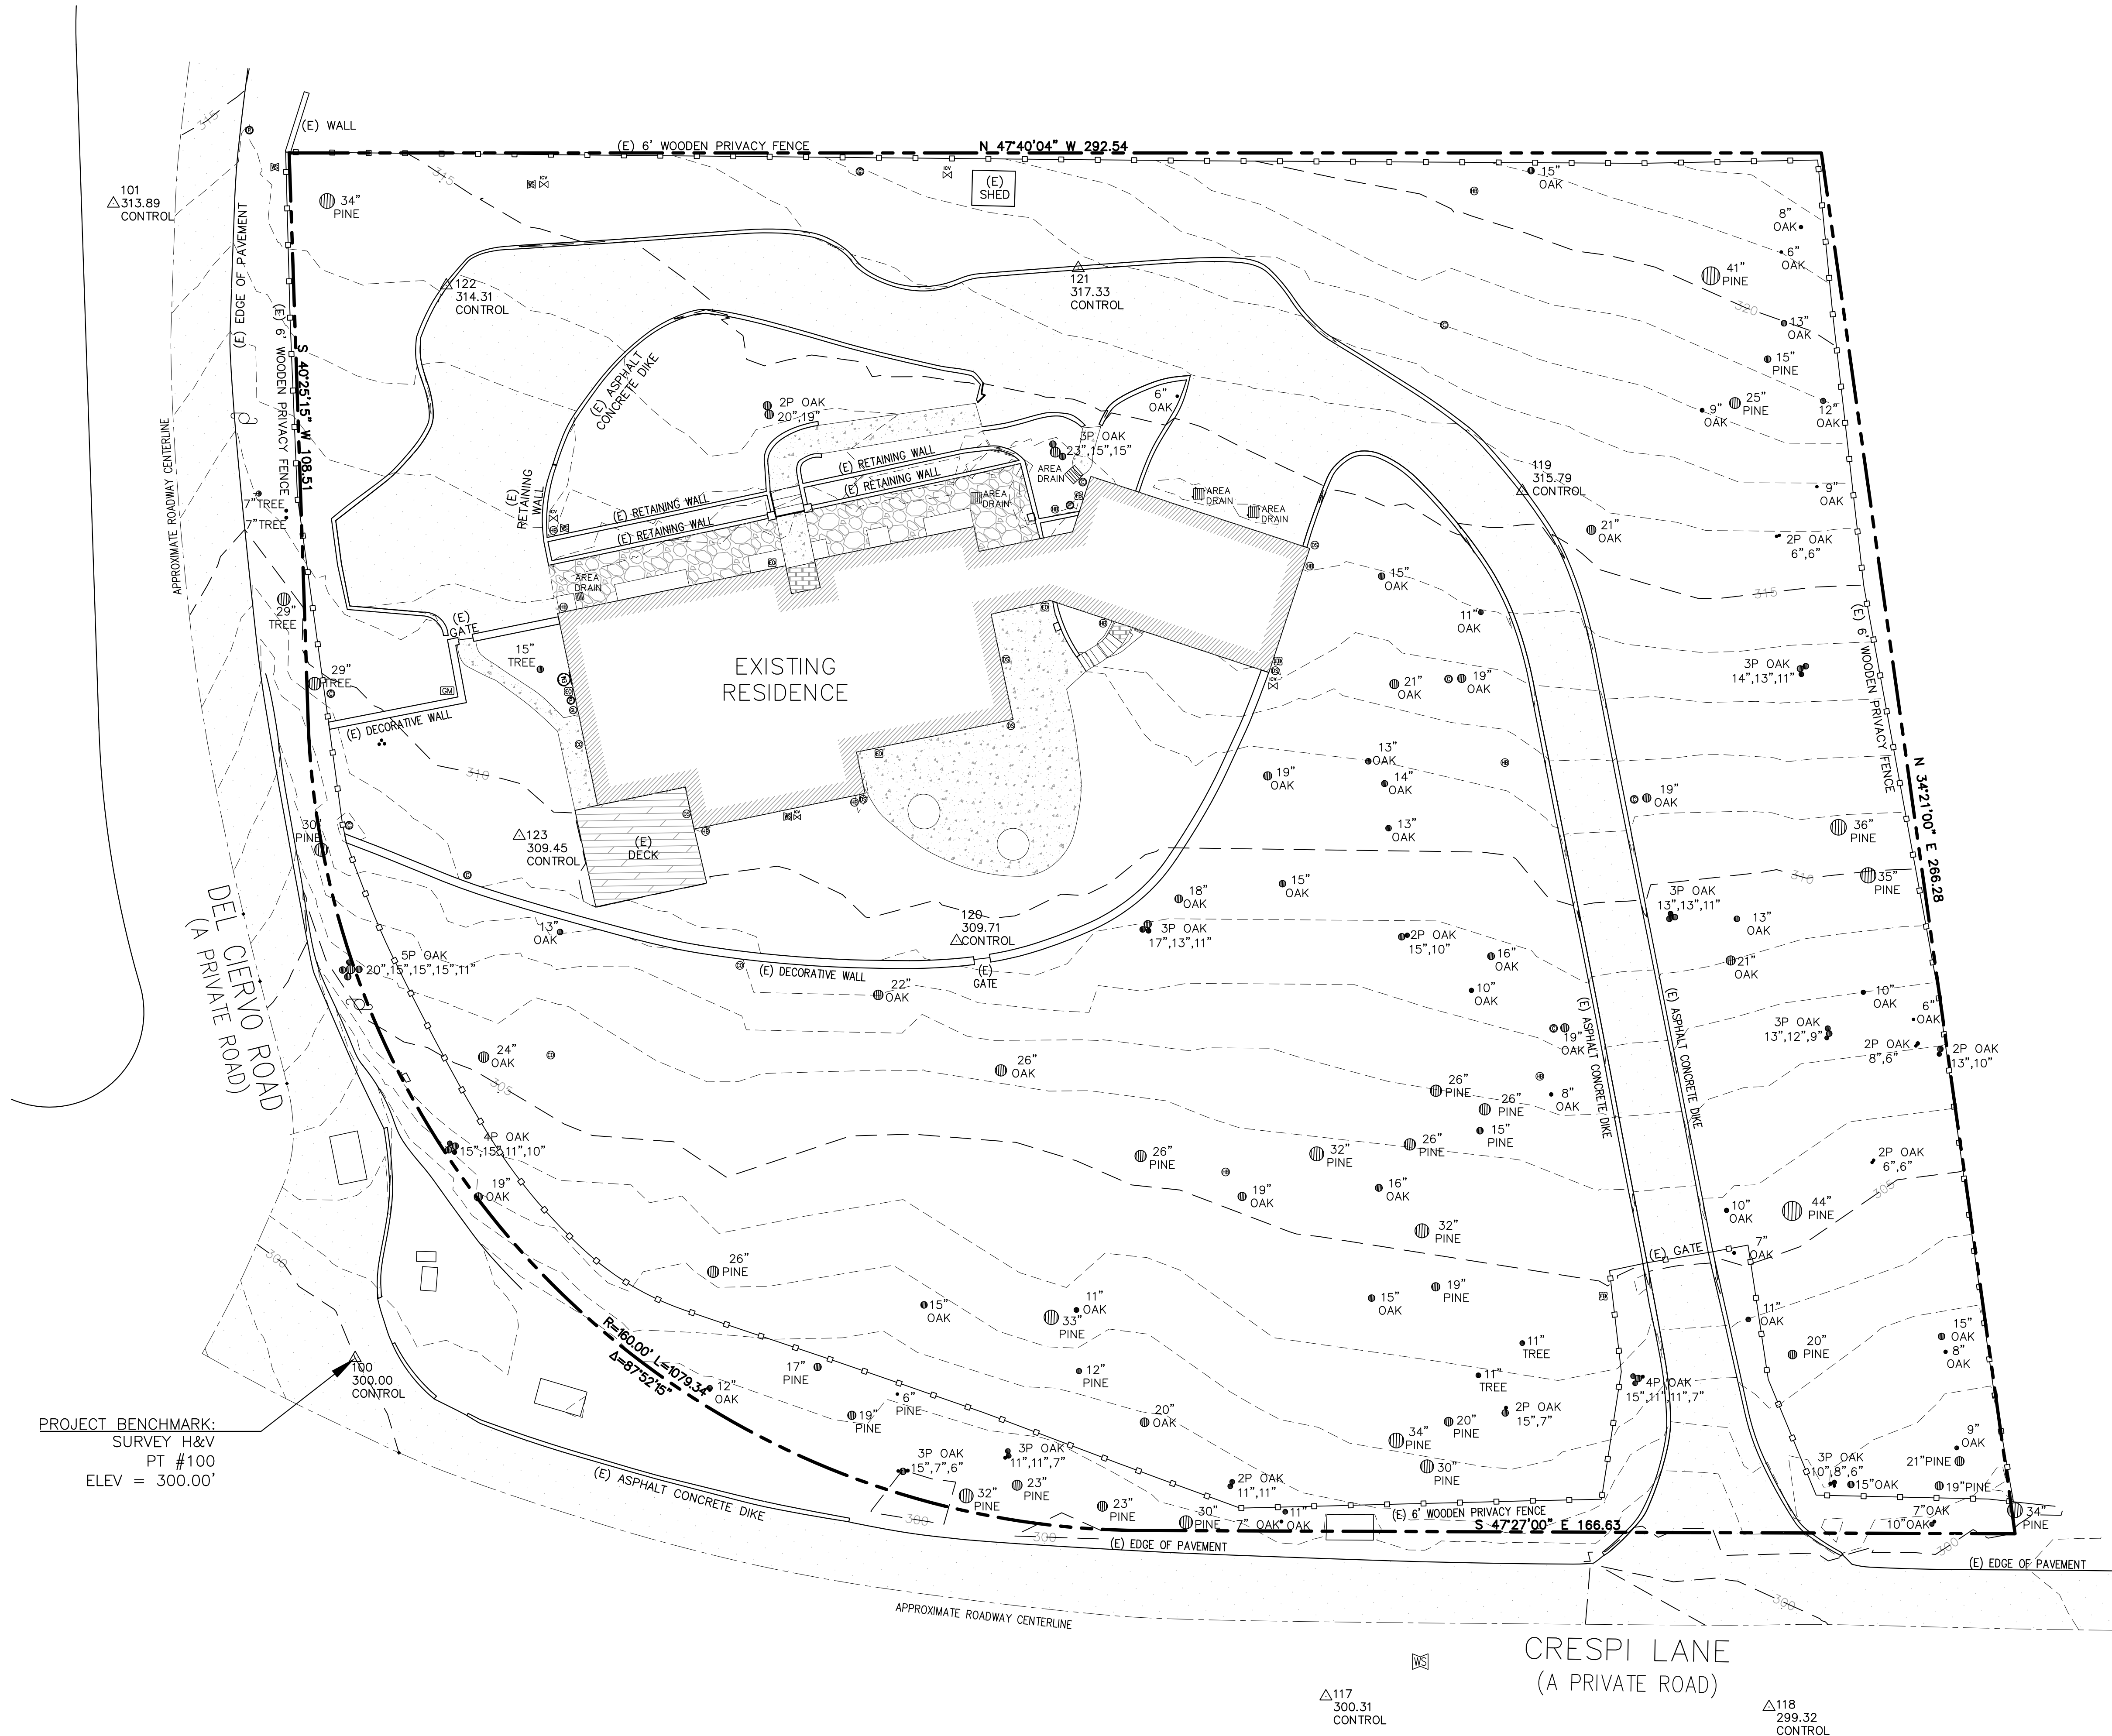 315
(E) WALL
(E) 6' WOODEN PRIVACY FENCE
N 47°40'04" W 292.54
101
313.89
CONTROL
(E) EDGE OF PAVEMENT
34"
PINE
315
ICV
ICV
(E)
SHED
15"
OAK
8"
OAK
6"
OAK
41"
PINE
320
13"
OAK
15"
PINE
25"
PINE
9"
OAK
12"
OAK
122
314.31
CONTROL
121
317.33
CONTROL
(E) 6' WOODEN PRIVACY FENCE
S 40°25'15" W 108.51
APPROXIMATE ROADWAY CENTERLINE
(E) ASPHALT
CONCRETE DIKE
2P OAK
20",19"
6"
OAK
3P OAK
23",15",15"
(E) RETAINING WALL
(E) RETAINING WALL
(E)
RETAINING
WALL
(E) RETAINING WALL
(E) RETAINING WALL
AREA
DRAIN
AREA
DRAIN
AREA
DRAIN
AREA
DRAIN
AREA
DRAIN
119
315.79
CONTROL
9"
OAK
21"
OAK
2P OAK
6",6"
315
7"TREE
7"TREE
29"
TREE
(E)
GATE
15"
TREE
29"
TREE
GM
(E) DECORATIVE WALL
310
EXISTING
RESIDENCE
15"
OAK
11"
OAK
21"
OAK
19"
OAK
3P OAK
14",13",11"
(E) 6' WOODEN PRIVACY FENCE
N 34°21'00" E 266.28
13"
OAK
14"
OAK
19"
OAK
13"
OAK
19"
OAK
36"
PINE
30"
PINE
123
309.45
CONTROL
(E)
DECK
310
35"
PINE
15"
OAK
18"
OAK
3P OAK
13",13",11"
13"
OAK
DEL CIERVO ROAD
(A PRIVATE ROAD)
13"
OAK
120
309.71
CONTROL
3P OAK
17",13",11"
2P OAK
15",10"
16"
OAK
21"
OAK
5P OAK
20",15",15",15",11"
(E) DECORATIVE WALL
(E)
GATE
22"
OAK
10"
OAK
10"
OAK
6"
OAK
(E) ASPHALT CONCRETE DIKE
(E) ASPHALT CONCRETE DIKE
19"
OAK
3P OAK
13",12",9"
2P OAK
8",6"
2P OAK
13",10"
24"
OAK
305
26"
OAK
26"
PINE
26"
PINE
8"
OAK
15"
PINE
4P OAK
15",15",11",10"
26"
PINE
32"
PINE
26"
PINE
2P OAK
6",6"
305
19"
OAK
19"
OAK
16"
OAK
10"
OAK
44"
PINE
32"
PINE
(E) GATE
7"
OAK
300
26"
PINE
19"
PINE
15"
OAK
15"
OAK
11"
OAK
33"
PINE
11"
OAK
11"
TREE
20"
PINE
15"
OAK
8"
OAK
R=160.00' L=1079.34'
Δ=87°52'15"
100
300.00
CONTROL
12"
OAK
17"
PINE
12"
PINE
11"
TREE
4P OAK
15",11",11",7"
6"
PINE
19"
PINE
20"
OAK
2P OAK
15",7"
20"
PINE
34"
PINE
PROJECT BENCHMARK:
SURVEY H&V
PT #100
ELEV = 300.00'
3P OAK
15",7",6"
3P OAK
11",11",7"
30"
PINE
9"
OAK
21"PINE
3P OAK
10",8",6"
15"OAK
19"PINE
2P OAK
11",11"
23"
PINE
32"
PINE
(E) ASPHALT CONCRETE DIKE
23"
PINE
30"
PINE
11"
OAK
7" OAK
(E) 6' WOODEN PRIVACY FENCE
S 47°27'00" E 166.63
7"OAK
10"OAK
34"
PINE
300
300
300
(E) EDGE OF PAVEMENT
(E) EDGE OF PAVEMENT
300
APPROXIMATE ROADWAY CENTERLINE
CRESPI LANE
(A PRIVATE ROAD)
WS
117
300.31
CONTROL
118
299.32
CONTROL